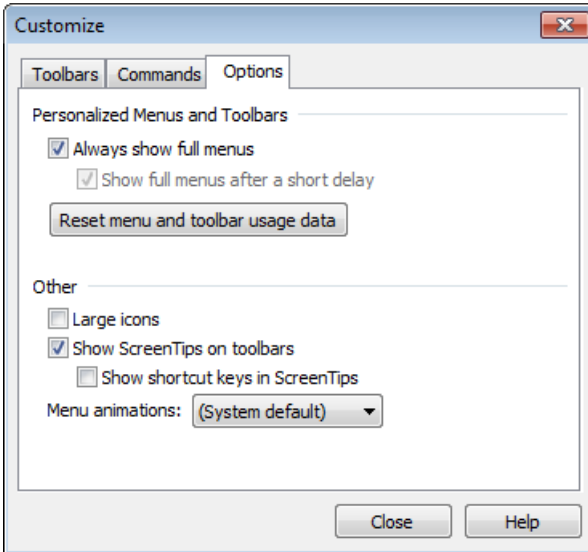 Customize
Toolbars Commands Options
Personalized Menus and Toolbars
Always show full menus
Show full menus after a short delay
Reset menu and toolbar usage data
Other
Large icons
Show ScreenTips on toolbars
Show shortcut keys in ScreenTips
Menu animations: (System default)
Close Help